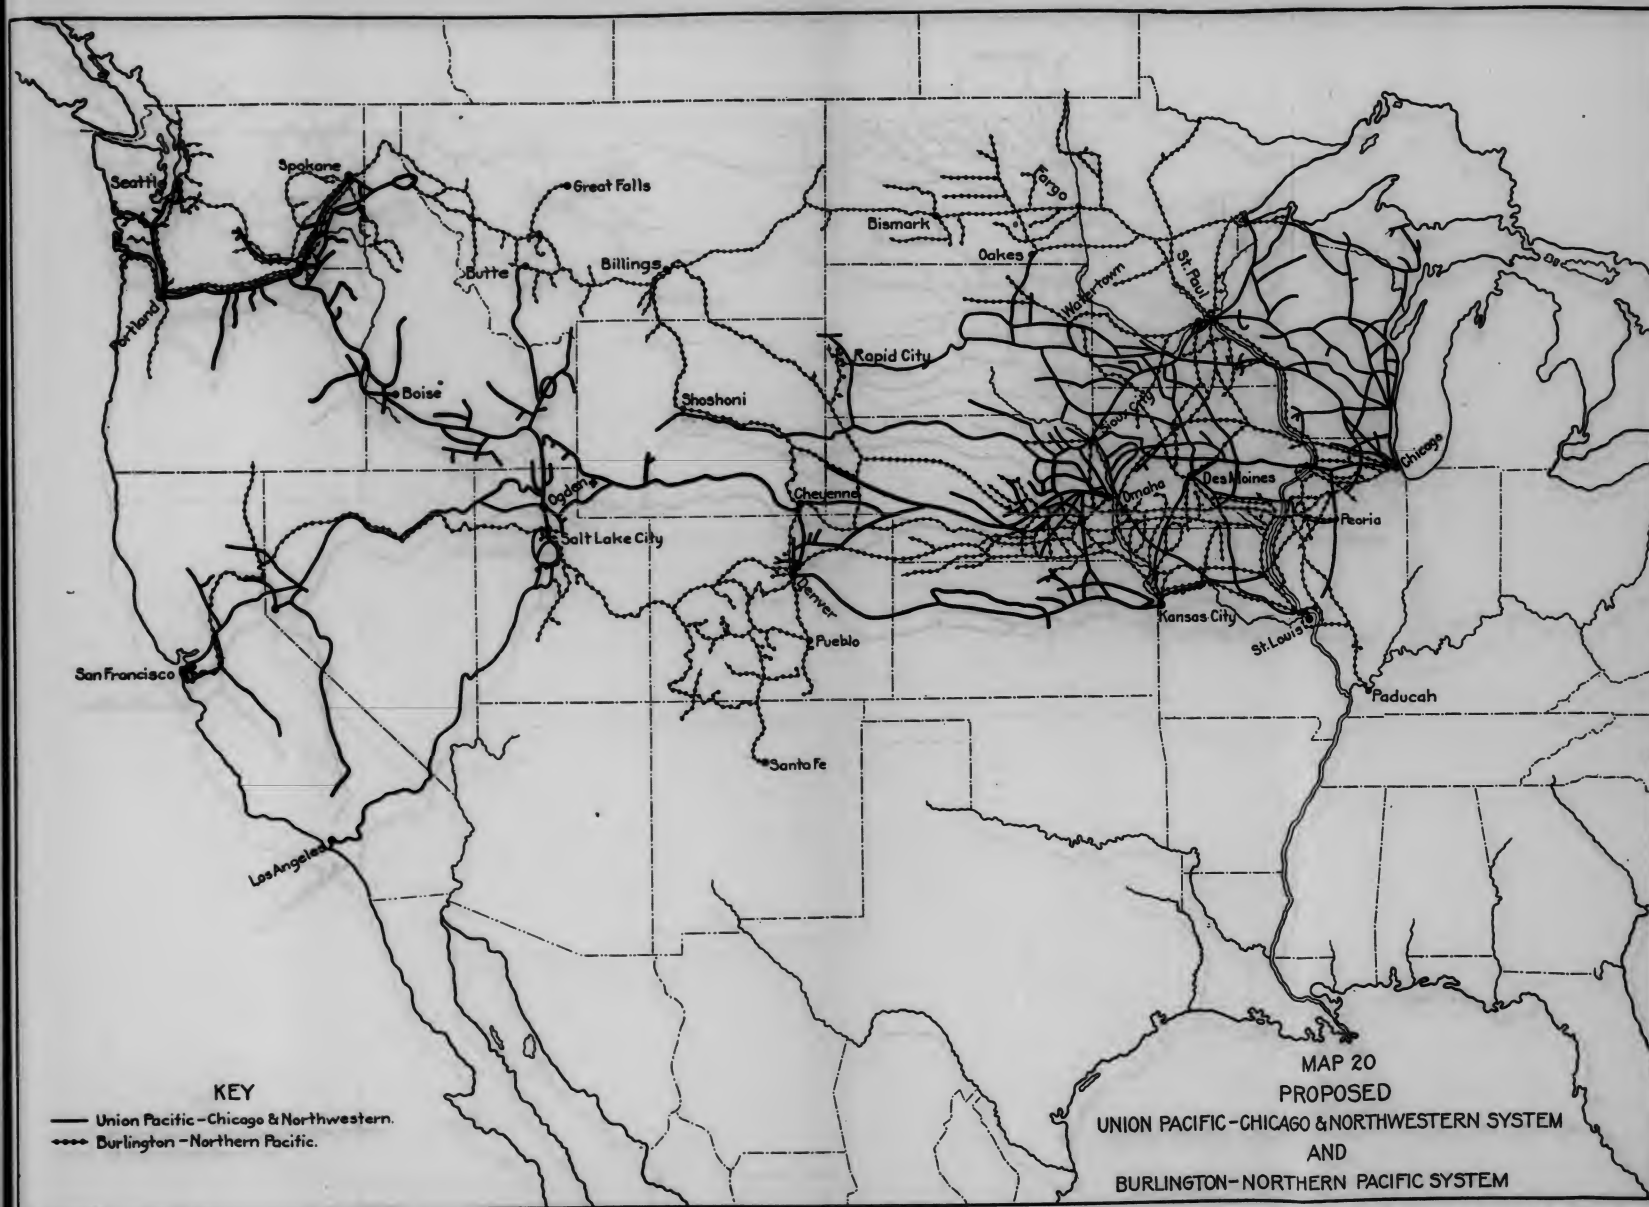 Spokane
Seattle
Great Falls
Fargo
Bismark
Oakes
Butte
Billings
Watertown
St. Paul
Portland
Rapid City
Boise
Shoshoni
Sioux City
Chicago
Ogden
Cheyenne
Omaha
Des Moines
Peoria
Salt Lake City
Denver
Kansas City
St. Louis
Pueblo
San Francisco
Paducah
Santa Fe
Los Angeles
MAP 20
PROPOSED
UNION PACIFIC-CHICAGO & NORTHWESTERN SYSTEM
AND
BURLINGTON-NORTHERN PACIFIC SYSTEM
KEY
Union Pacific-Chicago & Northwestern.
Burlington-Northern Pacific.